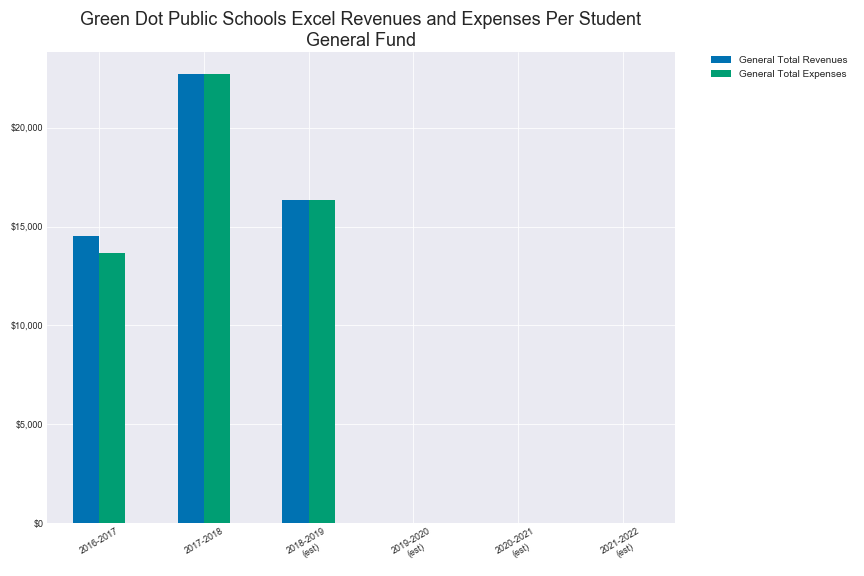 Green Dot Public Schools Excel Revenues and Expenses Per Student
General Fund
General Total Revenues
General Total Expenses
$20,000
$15,000
$10,000
$5,000
$0
2016-2017
2017-2018
2018-2019
(est)
2019-2020
(est)
2020-2021
(est)
2021-2022
(est)